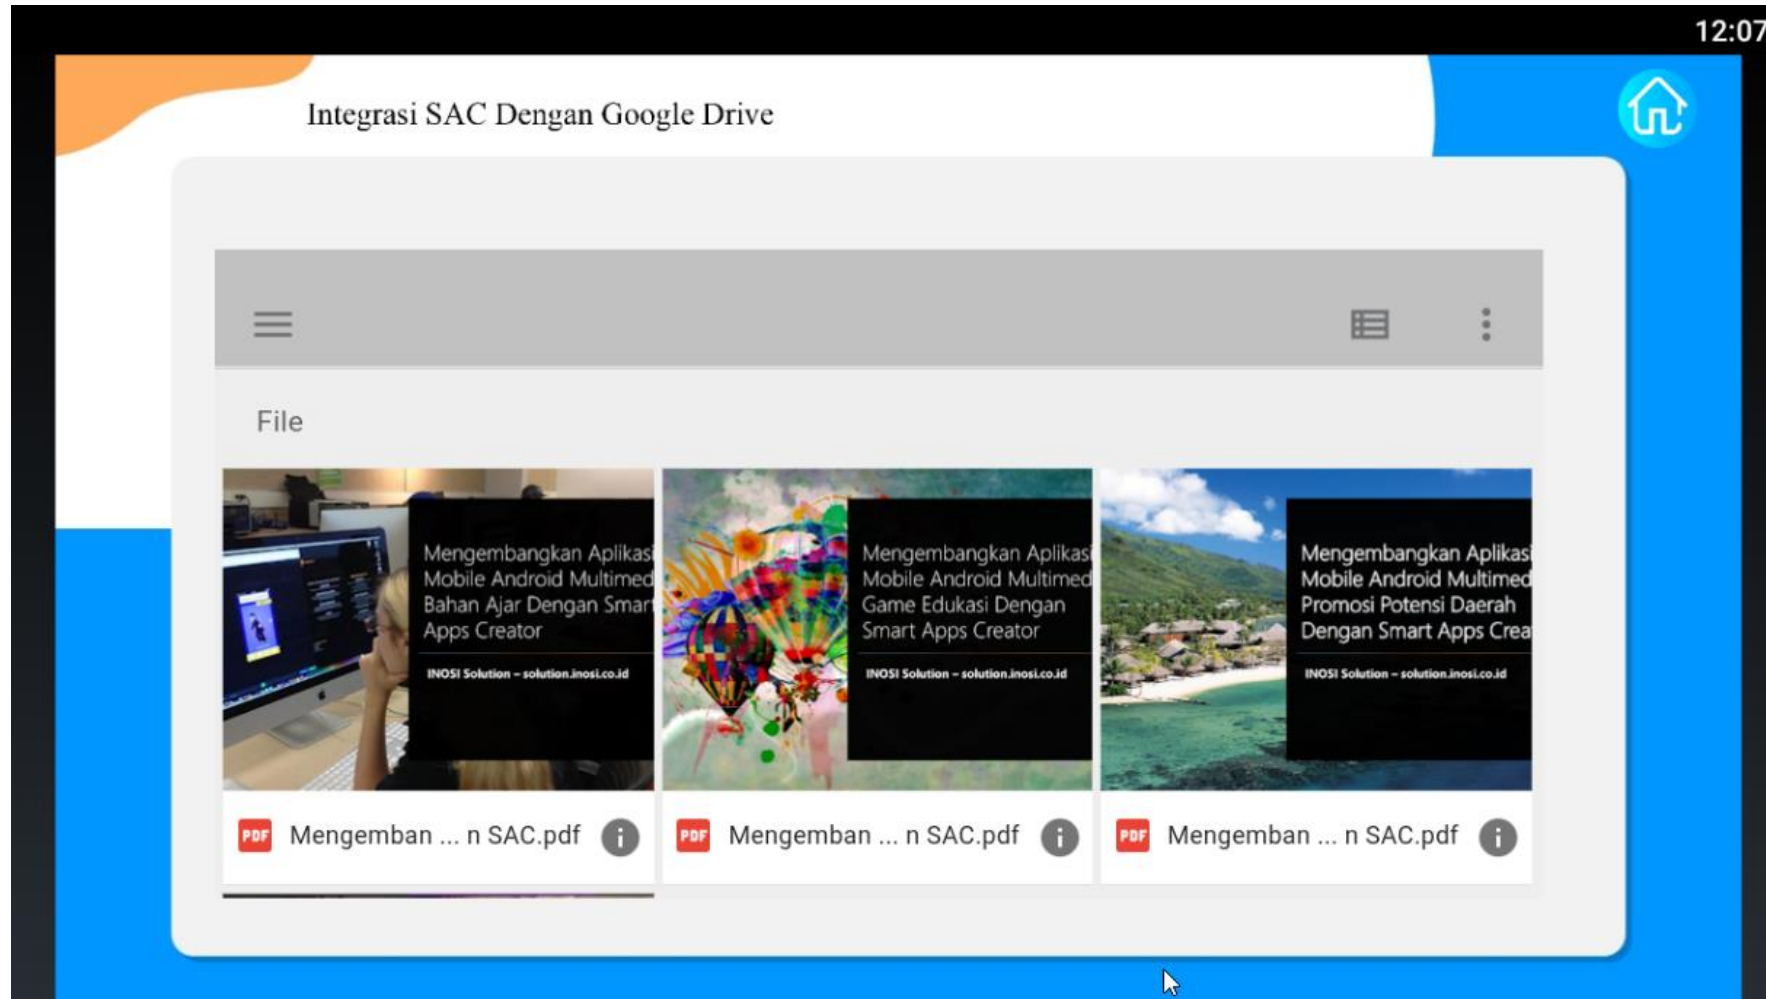 12:07
Integrasi SAC Dengan Google Drive
File
Mengembangkan Aplikasi
Mobile Android Multimed
Bahan Ajar Dengan Smart
Apps Creator
INOSI Solution – solution.inosi.co.id
Mengembangkan Aplikasi
Mobile Android Multimed
Game Edukasi Dengan
Smart Apps Creator
INOSI Solution – solution.inosi.co.id
Mengembangkan Aplikasi
Mobile Android Multimed
Promosi Potensi Daerah
Dengan Smart Apps Crea
INOSI Solution – solution.inosi.co.id
PDF Mengemban ... n SAC.pdf
PDF Mengemban ... n SAC.pdf
PDF Mengemban ... n SAC.pdf